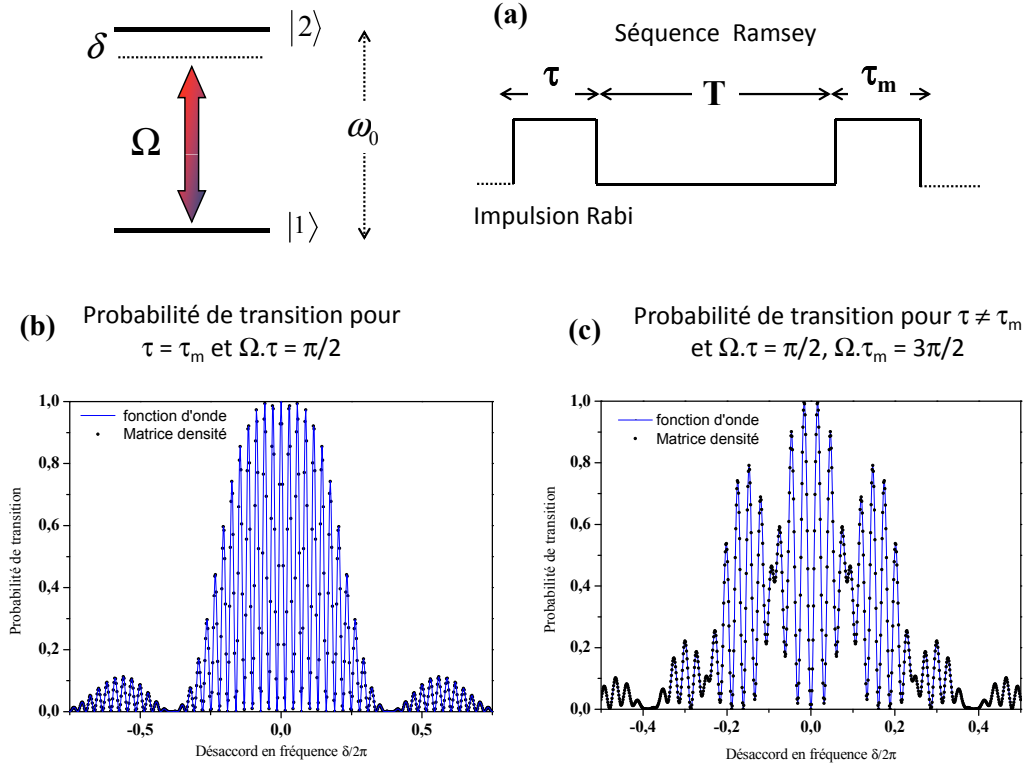 |2⟩
δ
Ω
ω₀
|1⟩
(a)
Séquence Ramsey
τ
T
τₘ
Impulsion Rabi
(b)
Probabilité de transition pour
τ = τₘ et Ω.τ = π/2
1,0
0,8
0,6
0,4
0,2
0,0
Probabilité de transition
fonction d'onde
Matrice densité
-0,5
0,0
0,5
Désaccord en fréquence δ/2π
(c)
Probabilité de transition pour τ ≠ τₘ
et Ω.τ = π/2, Ω.τₘ = 3π/2
1,0
0,8
0,6
0,4
0,2
0,0
Probabilité de transition
fonction d'onde
Matrice densité
-0,4
-0,2
0,0
0,2
0,4
Désaccord en fréquence δ/2π